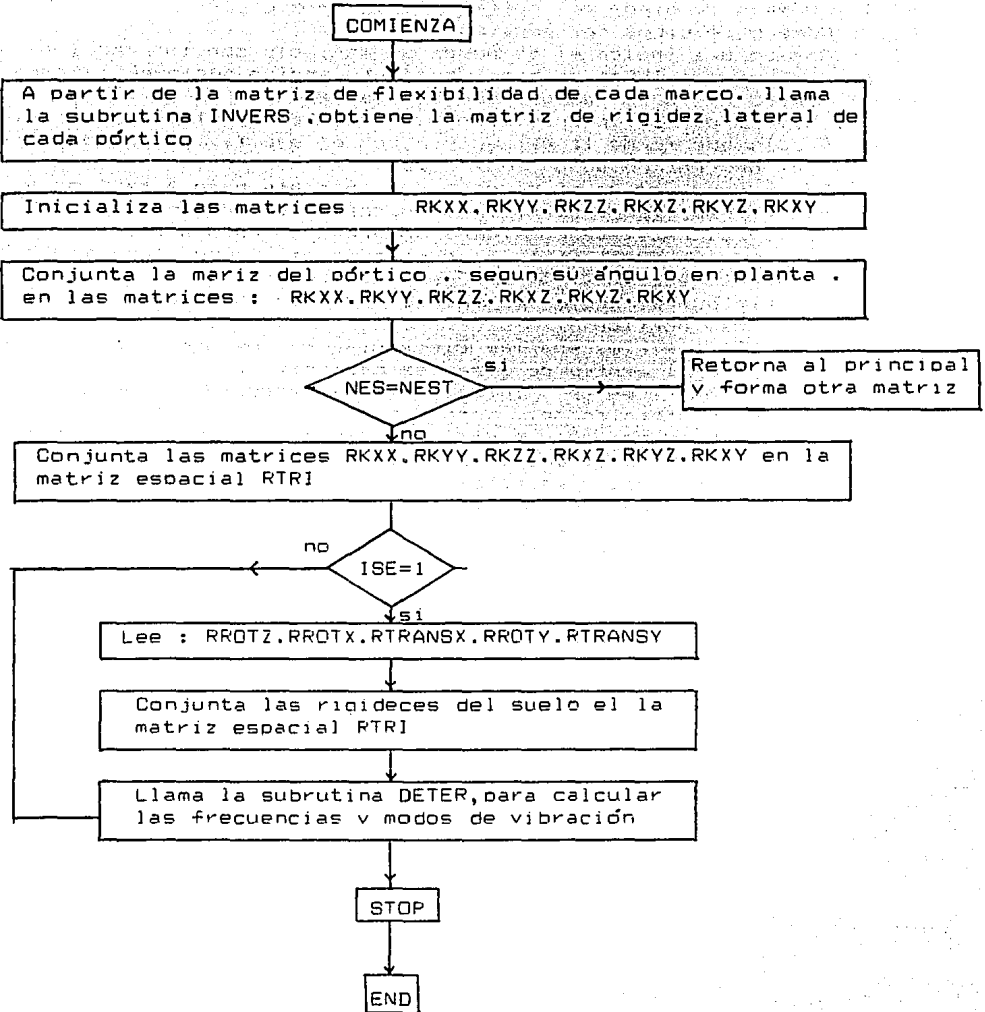 COMIENZA
A partir de la matriz de flexibilidad de cada marco. llama
la subrutina INVERS .obtiene la matriz de rigidez lateral de
cada pórtico
Inicializa las matrices RKXX.RKYY.RKZZ.RKXZ.RKYZ.RKXY
Conjunta la mariz del pórtico . segun su ángulo en planta .
en las matrices : RKXX.RKYY.RKZZ.RKXZ.RKYZ.RKXY
NES=NEST
si
Retorna al principal
y forma otra matriz
no
Conjunta las matrices RKXX.RKYY.RKZZ.RKXZ.RKYZ.RKXY en la
matriz espacial RTRI
no
ISE=1
si
Lee : RROTZ.RROTX.RTRANSX.RROTY.RTRANSY
Conjunta las rigideces del suelo el la
matriz espacial RTRI
Llama la subrutina DETER,para calcular
las frecuencias y modos de vibración
STOP
END